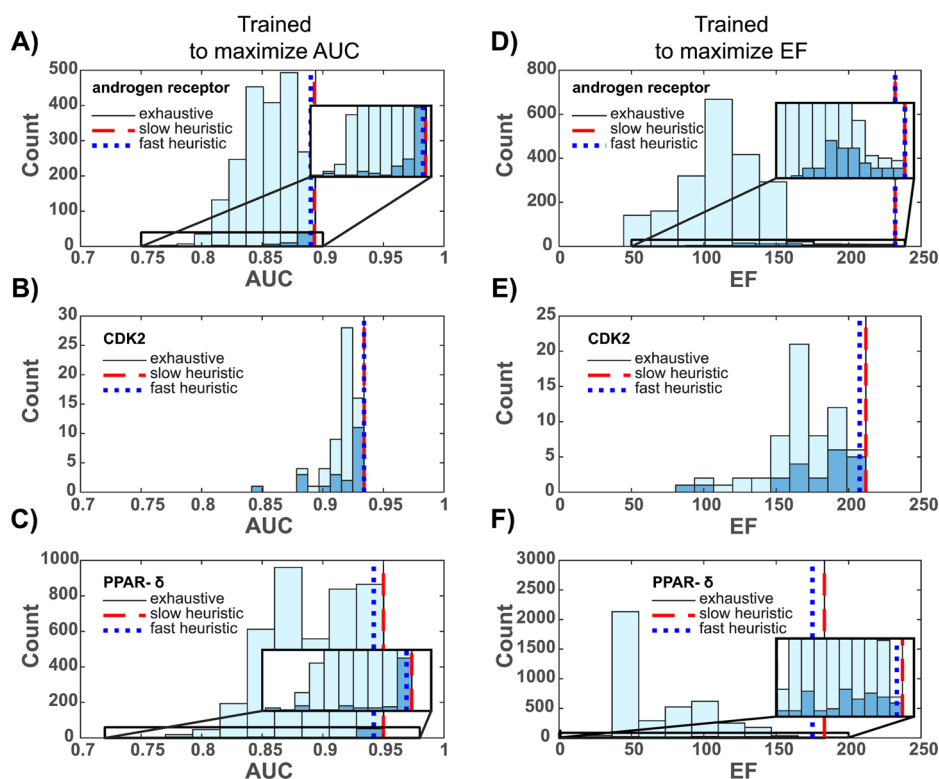 Trained
to maximize AUC
A)
500
400
300
200
100
0
Count
androgen receptor
exhaustive
slow heuristic
fast heuristic
0.7 0.75 0.8 0.85 0.9 0.95 1
AUC
B)
30
25
20
15
10
5
0
Count
CDK2
exhaustive
slow heuristic
fast heuristic
0.7 0.75 0.8 0.85 0.9 0.95 1
AUC
C)
1000
800
600
400
200
0
Count
PPAR- δ
exhaustive
slow heuristic
fast heuristic
0.7 0.75 0.8 0.85 0.9 0.95 1
AUC
Trained
to maximize EF
D)
800
600
400
200
0
Count
androgen receptor
exhaustive
slow heuristic
fast heuristic
0 50 100 150 200 250
EF
E)
25
20
15
10
5
0
Count
CDK2
exhaustive
slow heuristic
fast heuristic
0 50 100 150 200 250
EF
F)
3000
2500
2000
1500
1000
500
0
Count
PPAR- δ
exhaustive
slow heuristic
fast heuristic
0 50 100 150 200 250
EF